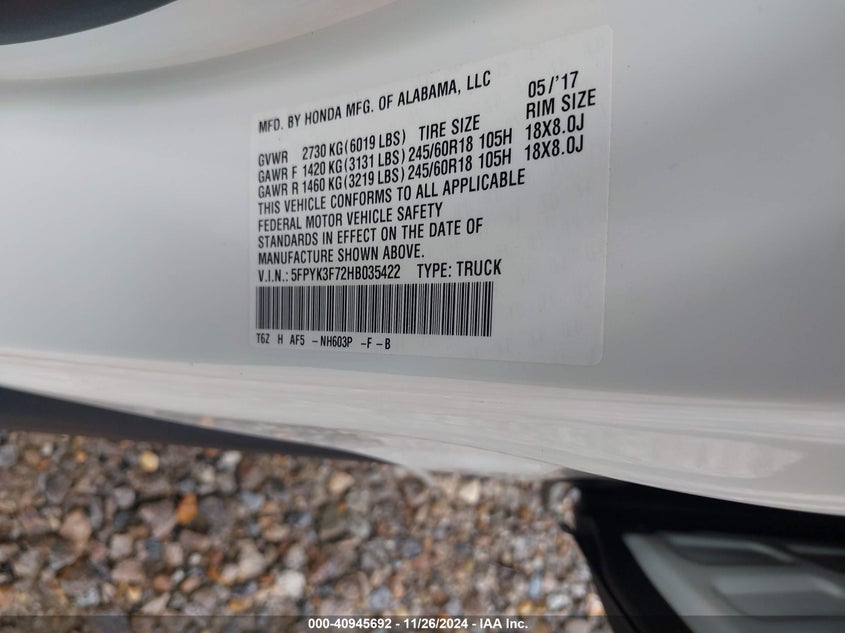 MFD. BY HONDA MFG. OF ALABAMA, LLC 05/'17
GVWR 2730 KG(6019 LBS) TIRE SIZE RIM SIZE
GAWR F 1420 KG(3131 LBS) 245/60R18 105H 18X8.0J
GAWR R 1460 KG(3219 LBS) 245/60R18 105H 18X8.0J
THIS VEHICLE CONFORMS TO ALL APPLICABLE
FEDERAL MOTOR VEHICLE SAFETY
STANDARDS IN EFFECT ON THE DATE OF
MANUFACTURE SHOWN ABOVE.
V.I.N.: 5FPYK3F72HB035422 TYPE: TRUCK
T6Z H AF5 -NH603P -F -B
000-40945692 - 11/26/2024 - IAA Inc.